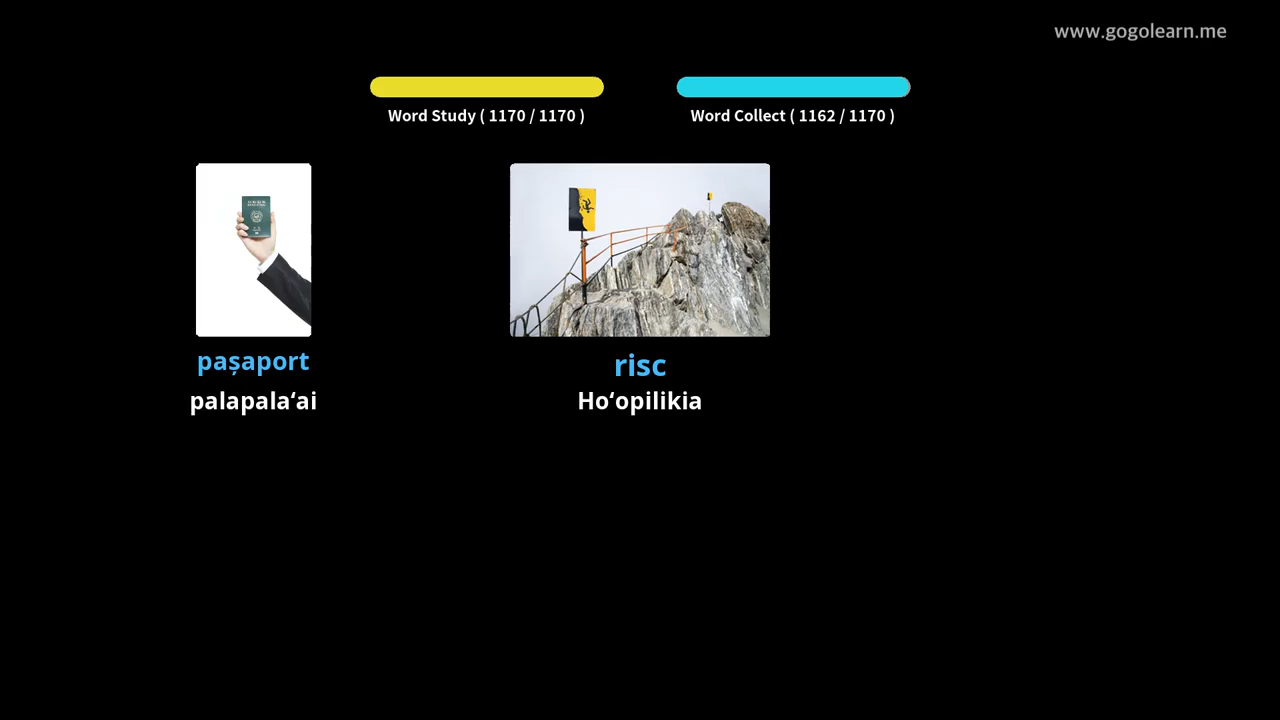 www.gogolearn.me
Word Study ( 1170 / 1170 )
Word Collect ( 1162 / 1170 )
pașaport
palapalaʻai
risc
Hoʻopilikia